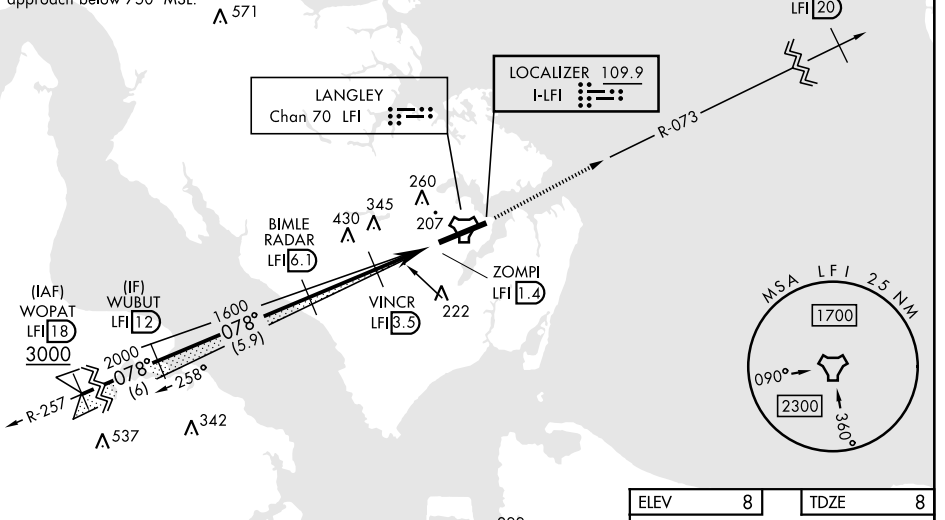 approach below 750 MSL.
571
LFI 20
LOCALIZER 109.9
I-LFI
LANGLEY
Chan 70 LFI
R-073
260
345
430
207
BIMLE
RADAR
LFI 6.1
ZOMPI
LFI 1.4
VINCR
LFI 3.5
222
(IAF)
WOPAT
LFI 18
3000
(IF)
WUBUT
LFI 12
1600
078°
(5.9)
2000
078°
(6)
258°
R-257
537
342
MSA LFI 25 NM
1700
090°
2300
360°
ELEV 8
TDZE 8